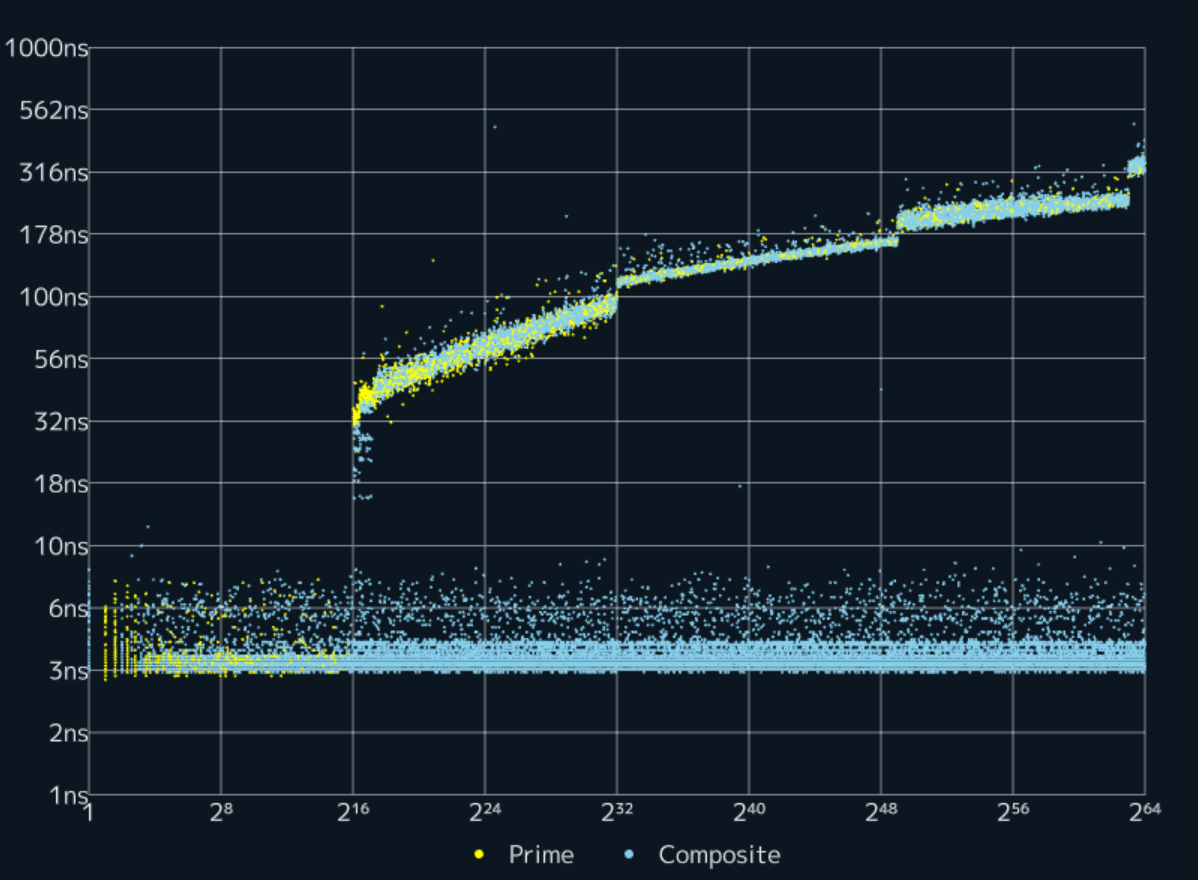 1000ns
562ns
316ns
178ns
100ns
56ns
32ns
18ns
10ns
6ns
3ns
2ns
1ns
1 2⁸ 2¹⁶ 2²⁴ 2³² 2⁴⁰ 2⁴⁸ 2⁵⁶ 2⁶⁴
Prime Composite